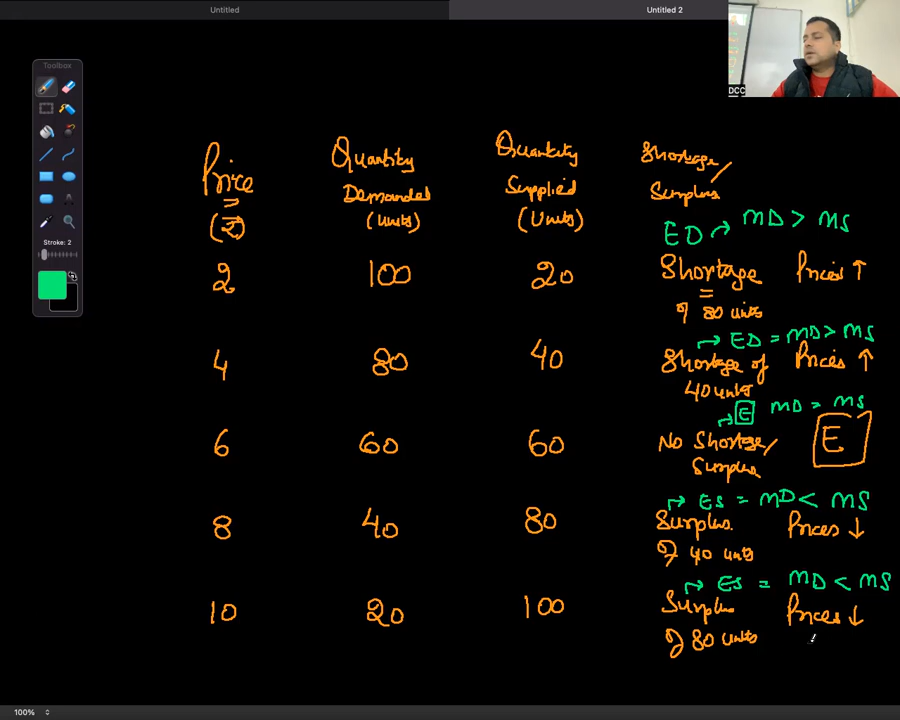 Untitled
Untitled 2
Toolbox
DCC
Stroke: 2
Price
(₹)
Quantity
Demanded
(Units)
Quantity
Supplied
(Units)
Shortage/
Surplus
ED → MD > MS
2 100 20 Shortage Prices ↑
of 80 units
→ ED = MD > MS
4 80 40 Shortage of Prices ↑
40 units
→ E MD = MS
6 60 60 No Shortage/ E
Surplus
→ ES = MD < MS
8 40 80 Surplus Prices ↓
of 40 units
→ ES = MD < MS
10 20 100 Surplus Prices ↓
of 80 units
100%